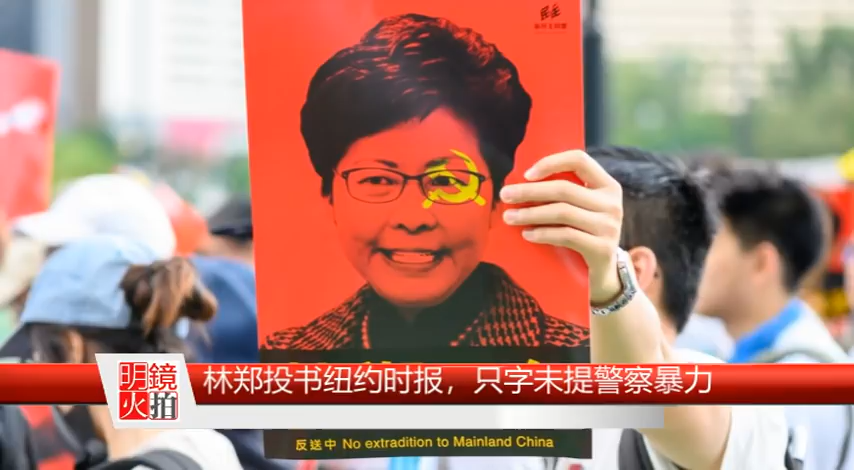 民主
林郑投书纽约时报，只字未提警察暴力
明鏡
火拍
反送中 No extradition to Mainland China